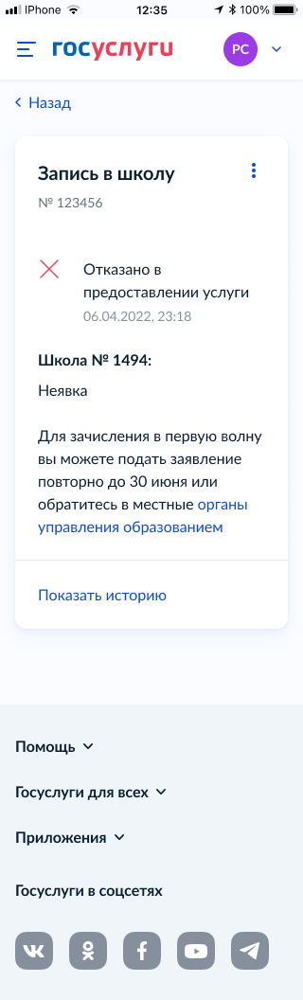 IPhone 12:35 100%
госуслуги РС
Назад
Запись в школу
№ 123456
Отказано в
предоставлении услуги
06.04.2022, 23:18
Школа № 1494:
Неявка
Для зачисления в первую волну
вы можете подать заявление
повторно до 30 июня или
обратитесь в местные органы
управления образованием
Показать историю
Помощь
Госуслуги для всех
Приложения
Госуслуги в соцсетях